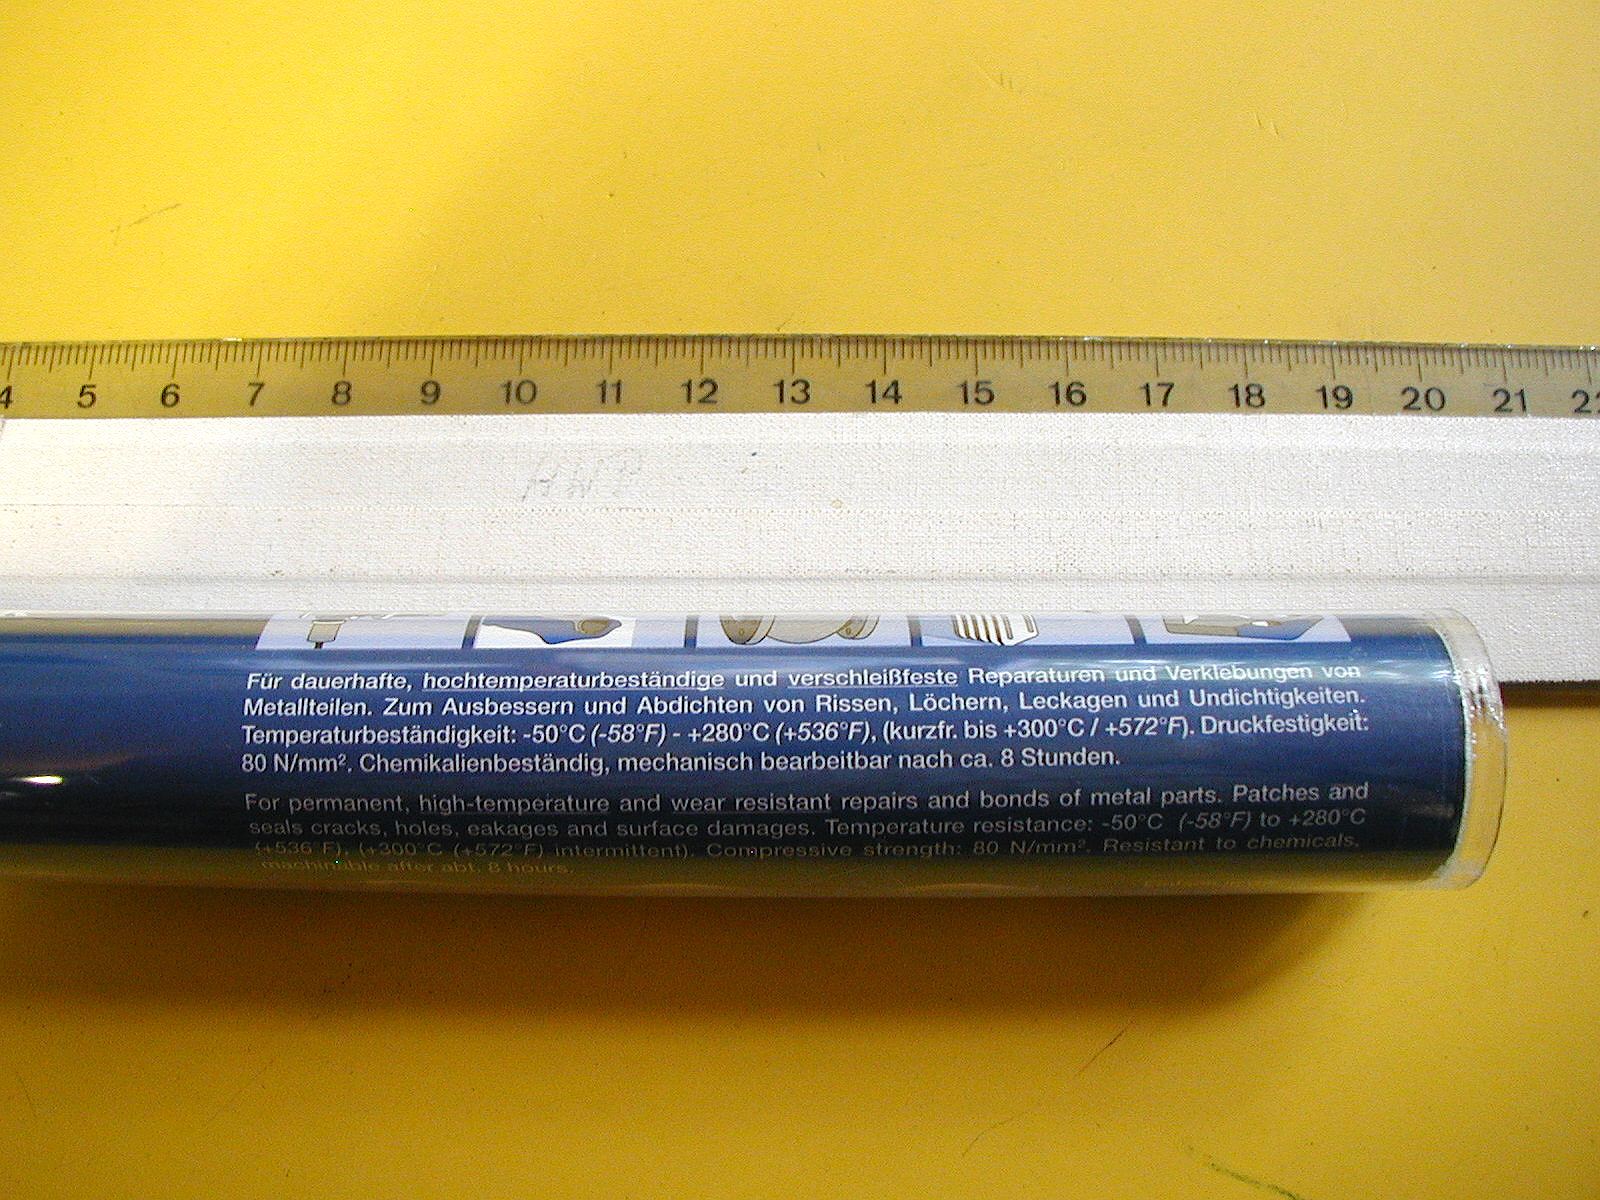 4 5 6 7 8 9 10 11 12 13 14 15 16 17 18 19 20 21 22
Für dauerhafte, hochtemperaturbeständige und verschleißfeste Reparaturen und Verklebungen von
Metallteilen. Zum Ausbessern und Abdichten von Rissen, Löchern, Leckagen und Undichtigkeiten.
Temperaturbeständigkeit: -50°C (-58°F) - +280°C (+536°F), (kurzfr. bis +300°C / +572°F). Druckfestigkeit:
80 N/mm². Chemikalienbeständig, mechanisch bearbeitbar nach ca. 8 Stunden.
For permanent, high-temperature and wear resistant repairs and bonds of metal parts. Patches and
seals cracks, holes, eakages and surface damages. Temperature resistance: -50°C (-58°F) to +280°C
(+536°F), (+300°C (+572°F) intermittent). Compressive strength: 80 N/mm². Resistant to chemicals,
machinable after abt. 8 hours.